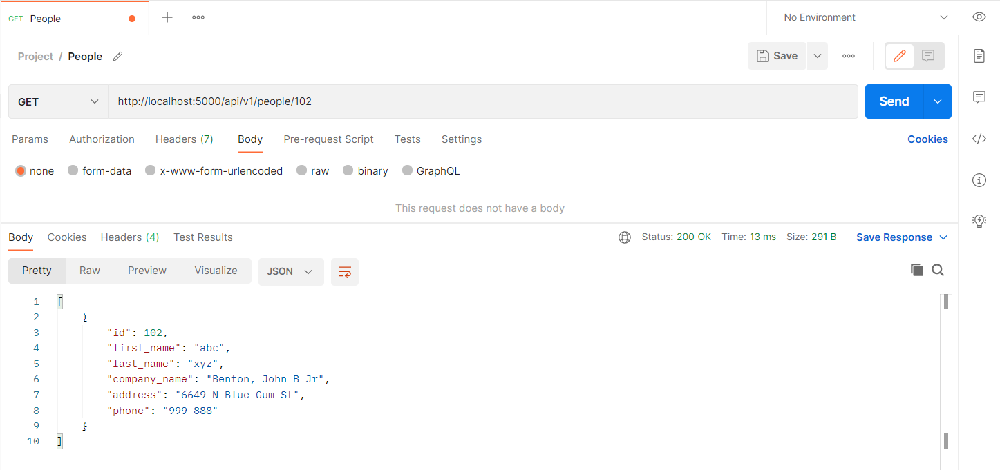 GET People
No Environment
Project / People
Save
GET http://localhost:5000/api/v1/people/102
Send
Params Authorization Headers (7) Body Pre-request Script Tests Settings
Cookies
none form-data x-www-form-urlencoded raw binary GraphQL
This request does not have a body
Body Cookies Headers (4) Test Results
Status: 200 OK Time: 13 ms Size: 291 B Save Response
Pretty Raw Preview Visualize JSON
1 [
2 {
3 "id": 102,
4 "first_name": "abc",
5 "last_name": "xyz",
6 "company_name": "Benton, John B Jr",
7 "address": "6649 N Blue Gum St",
8 "phone": "999-888"
9 }
10 ]